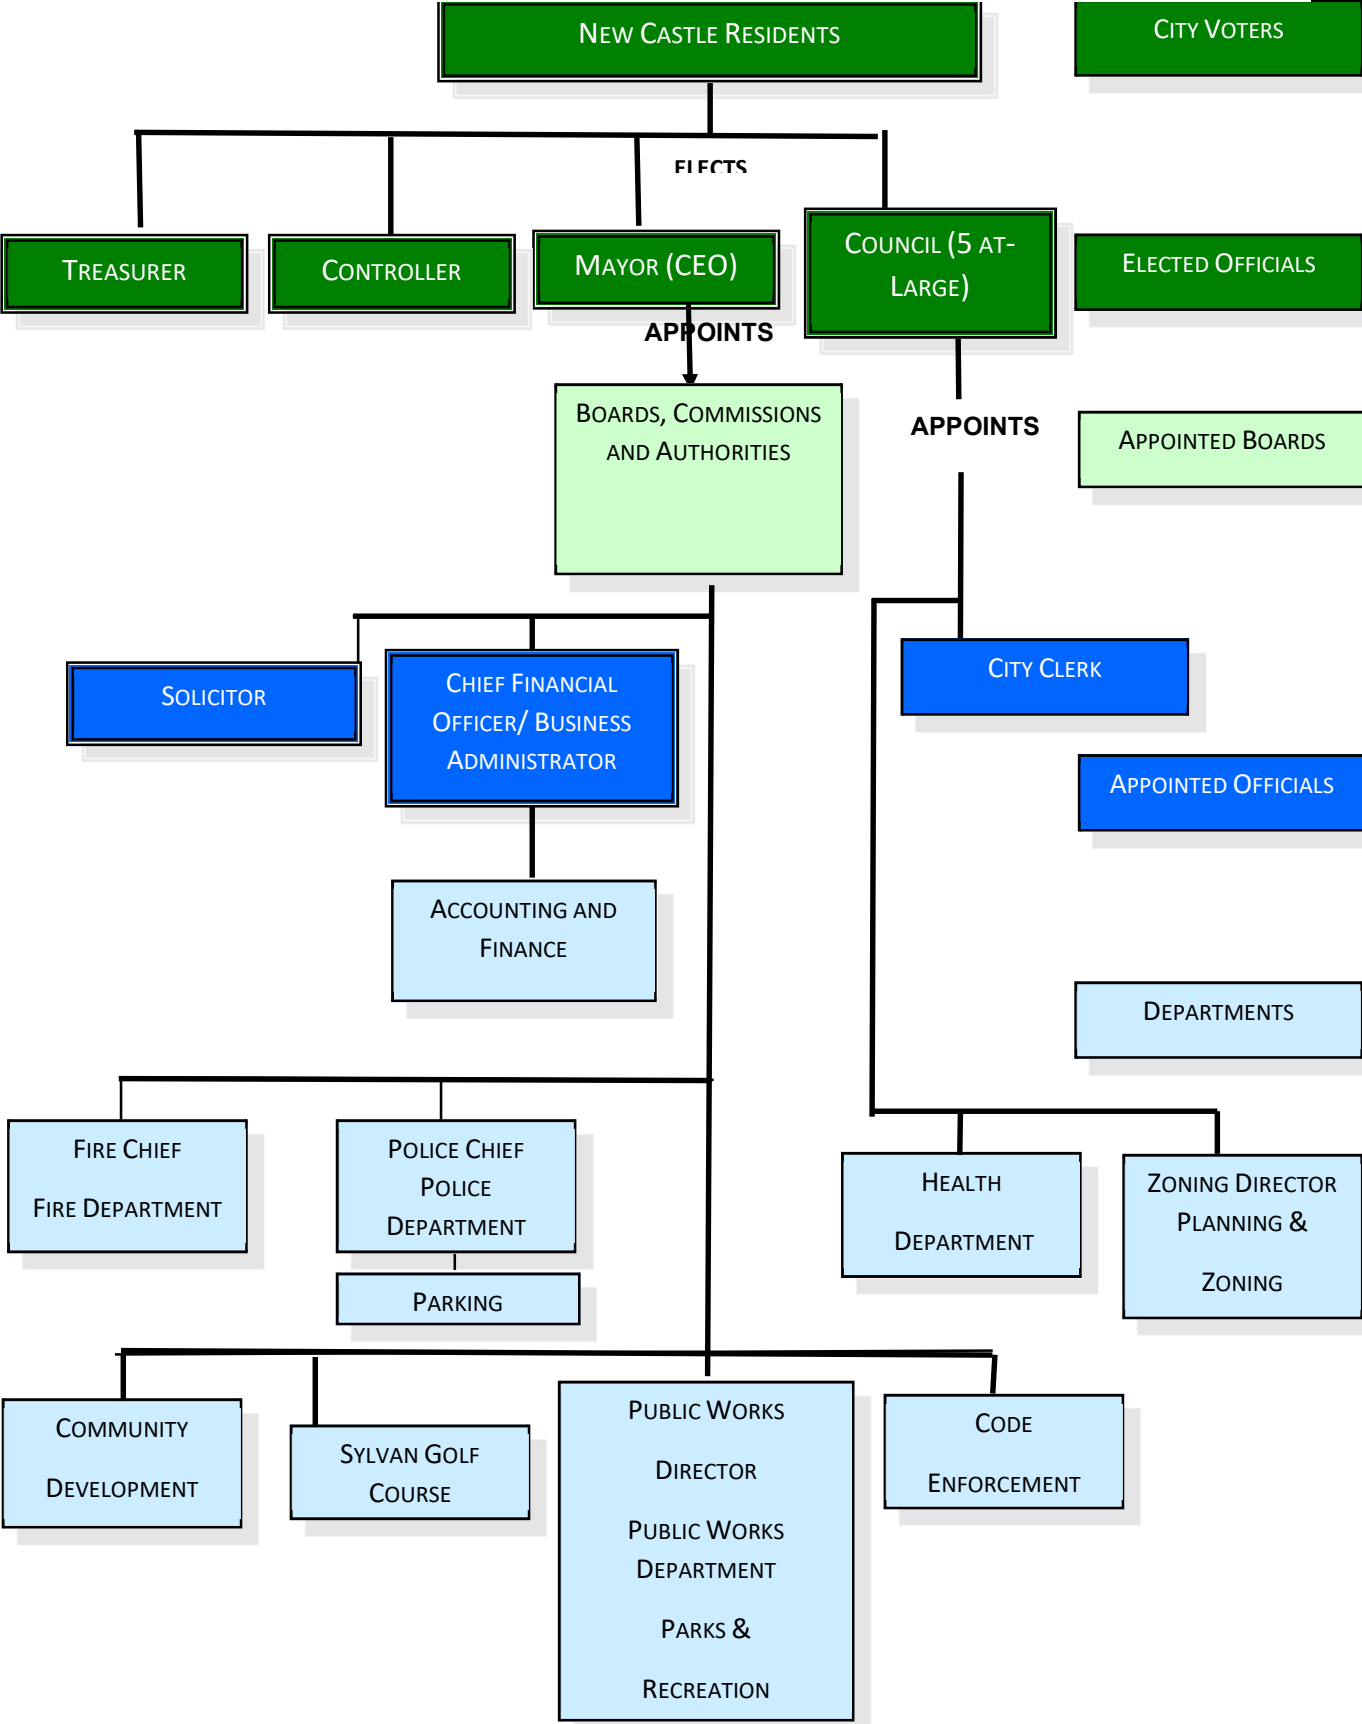 NEW CASTLE RESIDENTS
CITY VOTERS
ELECTS
TREASURER
CONTROLLER
MAYOR (CEO)
COUNCIL (5 AT-
LARGE)
ELECTED OFFICIALS
APPOINTS
BOARDS, COMMISSIONS
AND AUTHORITIES
APPOINTS
APPOINTED BOARDS
SOLICITOR
CHIEF FINANCIAL
OFFICER/ BUSINESS
ADMINISTRATOR
CITY CLERK
APPOINTED OFFICIALS
ACCOUNTING AND
FINANCE
DEPARTMENTS
FIRE CHIEF
FIRE DEPARTMENT
POLICE CHIEF
POLICE
DEPARTMENT
PARKING
HEALTH
DEPARTMENT
ZONING DIRECTOR
PLANNING &
ZONING
COMMUNITY
DEVELOPMENT
SYLVAN GOLF
COURSE
PUBLIC WORKS
DIRECTOR
PUBLIC WORKS
DEPARTMENT
PARKS &
RECREATION
CODE
ENFORCEMENT